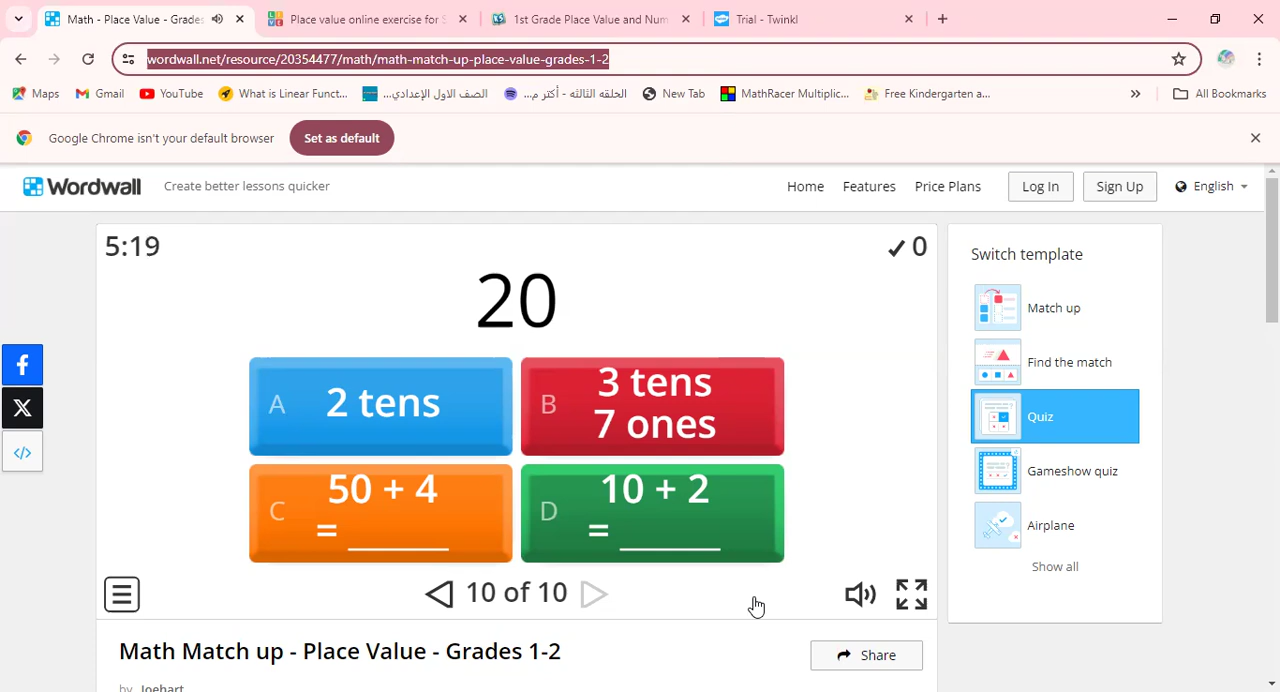 Math - Place Value - Grades
Place value online exercise for S
1st Grade Place Value and Num
Trial - Twinkl
wordwall.net/resource/20354477/math/math-match-up-place-value-grades-1-2
Maps
Gmail
YouTube
What is Linear Funct...
الصف الاول الإعدادي...
الحلقه الثالثه - أكثر م...
New Tab
MathRacer Multiplic...
Free Kindergarten a...
All Bookmarks
Google Chrome isn't your default browser
Set as default
Wordwall
Create better lessons quicker
Home
Features
Price Plans
Log In
Sign Up
English
5:19
0
20
A 2 tens
B 3 tens
7 ones
C 50 + 4
= ______
D 10 + 2
= ______
10 of 10
Switch template
Match up
Find the match
Quiz
Gameshow quiz
Airplane
Show all
Math Match up - Place Value - Grades 1-2
Share
by Joehart